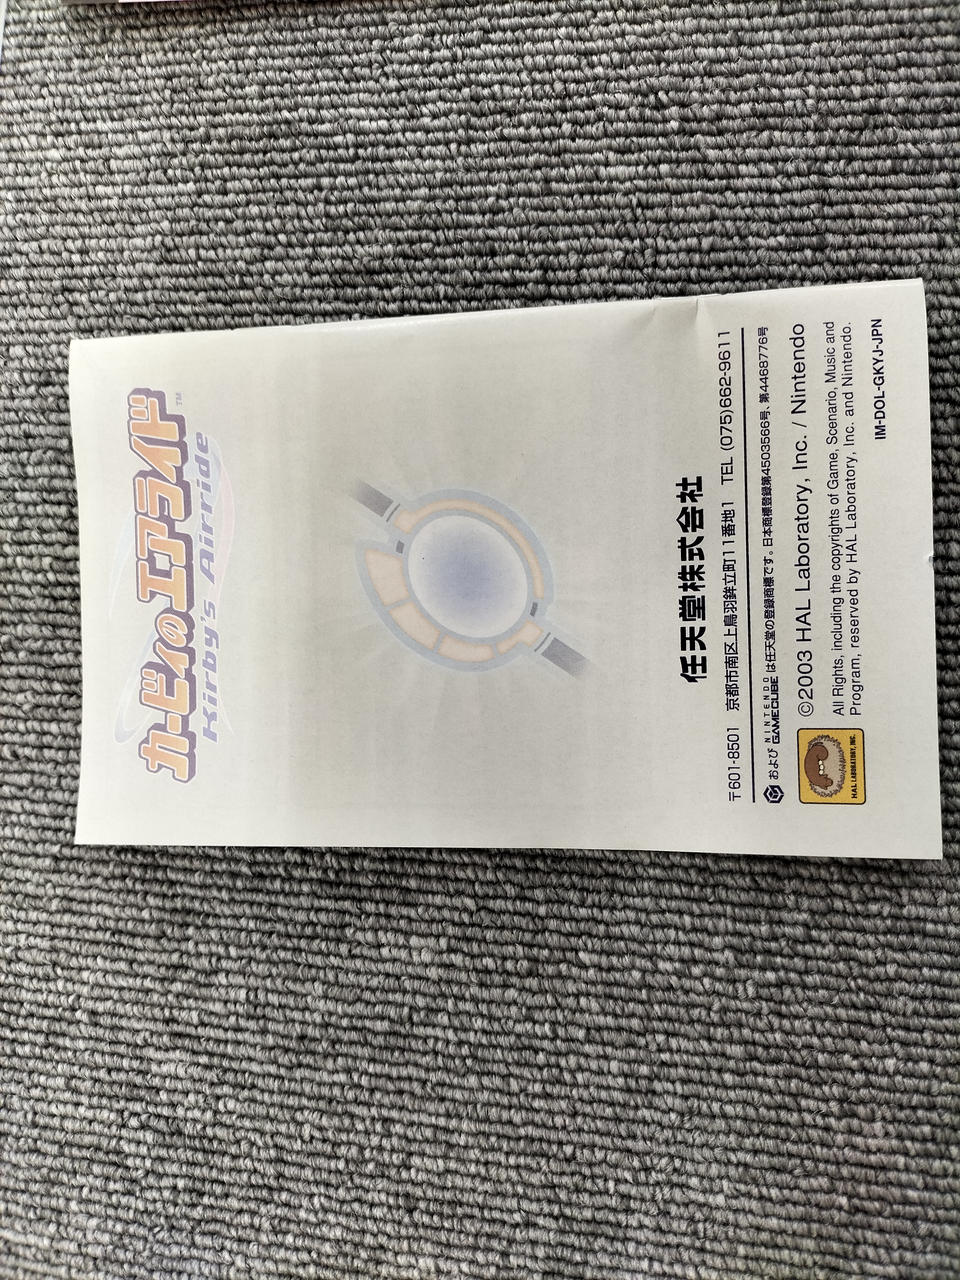 カービィのエアライド™
Kirby's Airride
任天堂株式会社
〒601-8501 京都市南区上鳥羽鉾立町11番地1 TEL (075)662-9611
および NINTENDO GAMECUBE は任天堂の登録商標です。日本商標登録第4503566号、第4468776号
©2003 HAL Laboratory, Inc. / Nintendo
All Rights, including the copyrights of Game, Scenario, Music and
Program, reserved by HAL Laboratory, Inc. and Nintendo.
HAL LABORATORY, INC.
IM-DOL-GKYJ-JPN